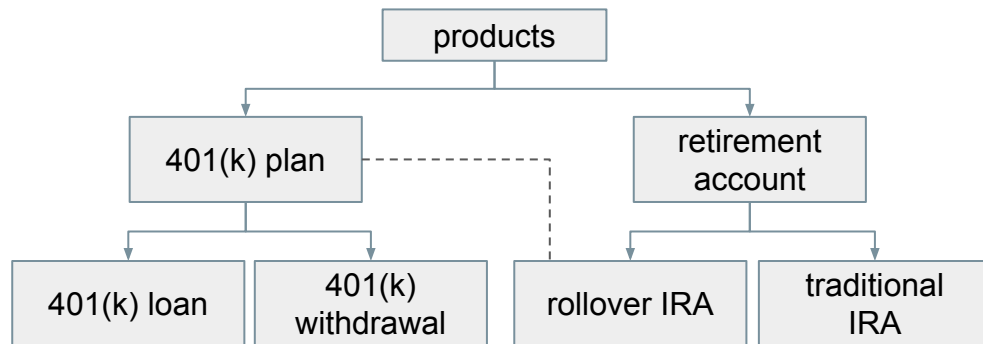 products
401(k) plan
retirement
account
401(k) loan
401(k)
withdrawal
rollover IRA
traditional
IRA